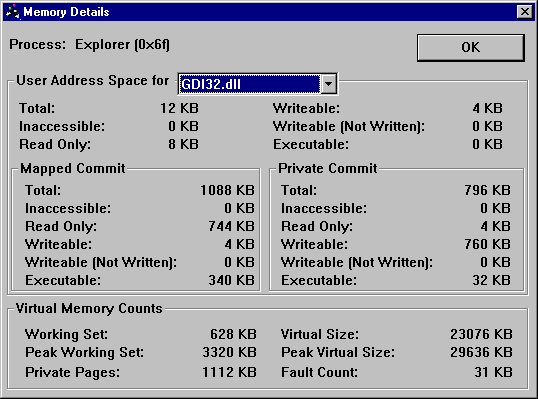 Memory Details
Process: Explorer (0x6f)
OK
User Address Space for GDI32.dll
Total: 12 KB Writeable: 4 KB
Inaccessible: 0 KB Writeable (Not Written): 0 KB
Read Only: 8 KB Executable: 0 KB
Mapped Commit
Total: 1088 KB
Inaccessible: 0 KB
Read Only: 744 KB
Writeable: 4 KB
Writeable (Not Written): 0 KB
Executable: 340 KB
Private Commit
Total: 796 KB
Inaccessible: 0 KB
Read Only: 4 KB
Writeable: 760 KB
Writeable (Not Written): 0 KB
Executable: 32 KB
Virtual Memory Counts
Working Set: 628 KB Virtual Size: 23076 KB
Peak Working Set: 3320 KB Peak Virtual Size: 29636 KB
Private Pages: 1112 KB Fault Count: 31 KB